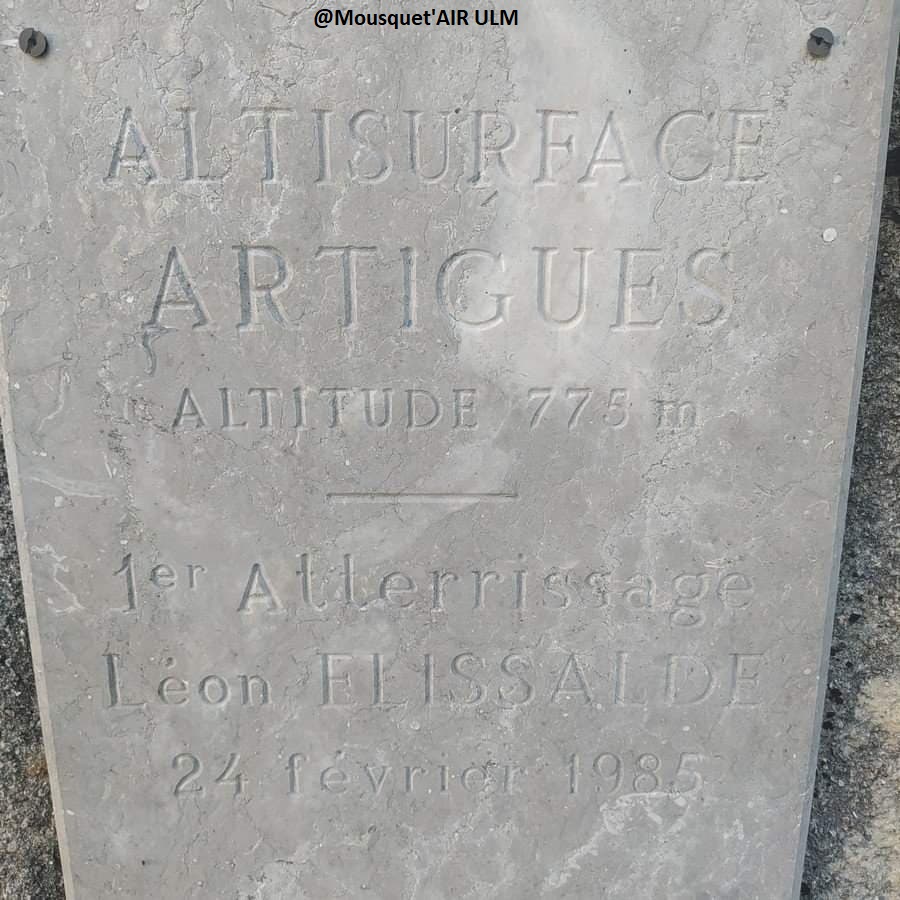 @Mousquet'AIR ULM
ALTISURFACE
ARTIGUES
ALTITUDE 775 m
1er Atterrissage
Léon ELISSALDE
24 février 1985